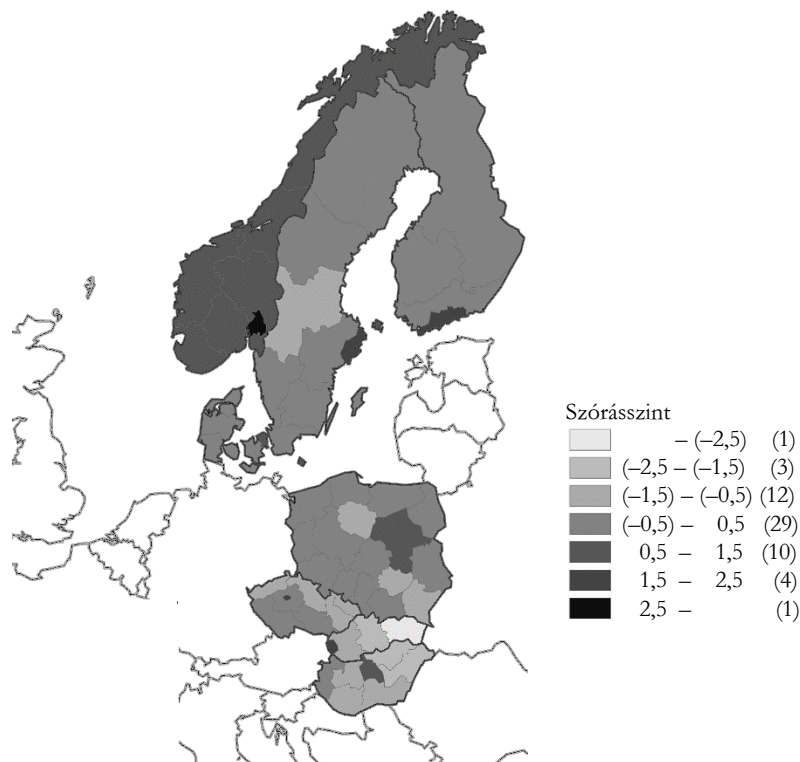 Szórásszint
– (–2,5) (1)
(–2,5) – (–1,5) (3)
(–1,5) – (–0,5) (12)
(–0,5) – 0,5 (29)
0,5 – 1,5 (10)
1,5 – 2,5 (4)
2,5 – (1)